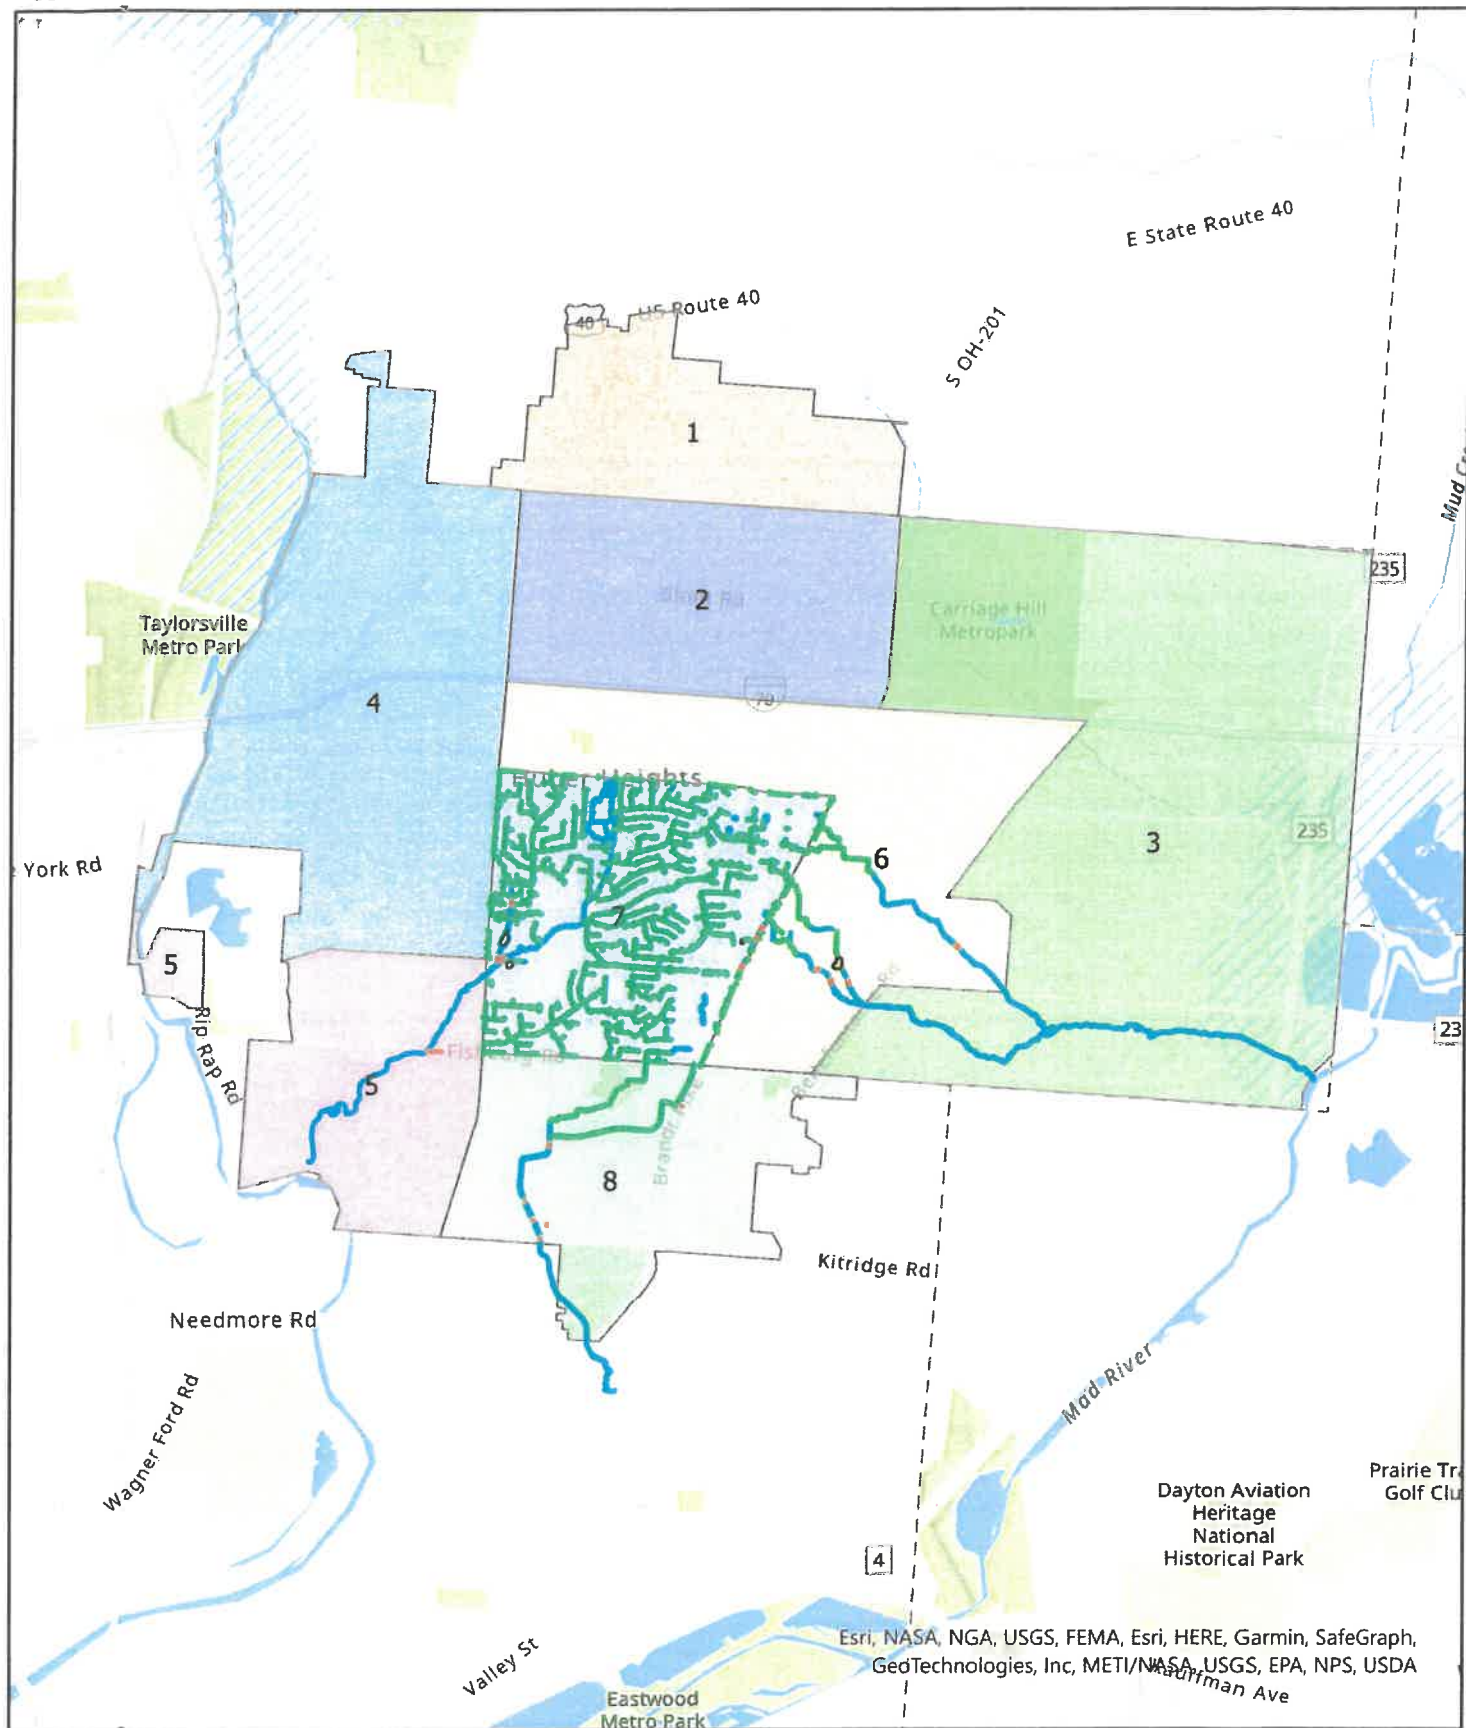 E State Route 40
US Route 40
40
S OH-201
1
Mud
235
2
Carriage Hill
Metropark
Taylorsville
Metro Park
4
70
Huber Heights
3
235
6
York Rd
7
5
23
Rip Rap Rd
5
8
Kitridge Rd
Needmore Rd
Mad River
Wagner Ford Rd
Prairie
Golf
Dayton Aviation
Heritage
National
Historical Park
4
Esri, NASA, NGA, USGS, FEMA, Esri, HERE, Garmin, SafeGraph,
GeoTechnologies, Inc, METI/NASA, USGS, EPA, NPS, USDA
Kauffman Ave
Valley St
Eastwood
Metro Park